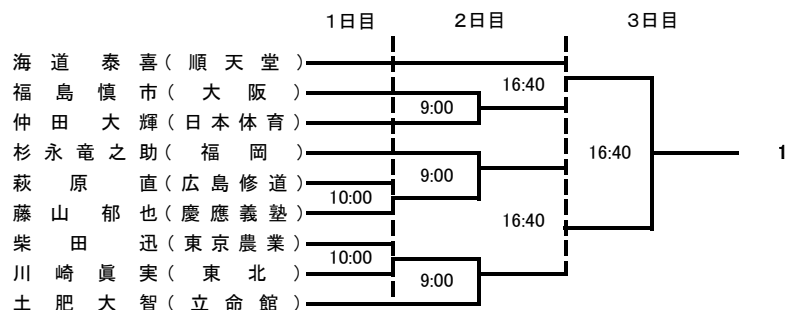 1日目 2日目 3日目
海道 泰喜(順天堂)
16:40
福島慎市(大阪)
9:00
仲田大輝(日本体育)
杉永竜之助(福岡)
16:40 1
9:00
萩原直(広島修道)
10:00
藤山郁也(慶應義塾)
16:40
柴田迅(東京農業)
10:00
川崎眞実(東北)
9:00
土肥大智(立命館)